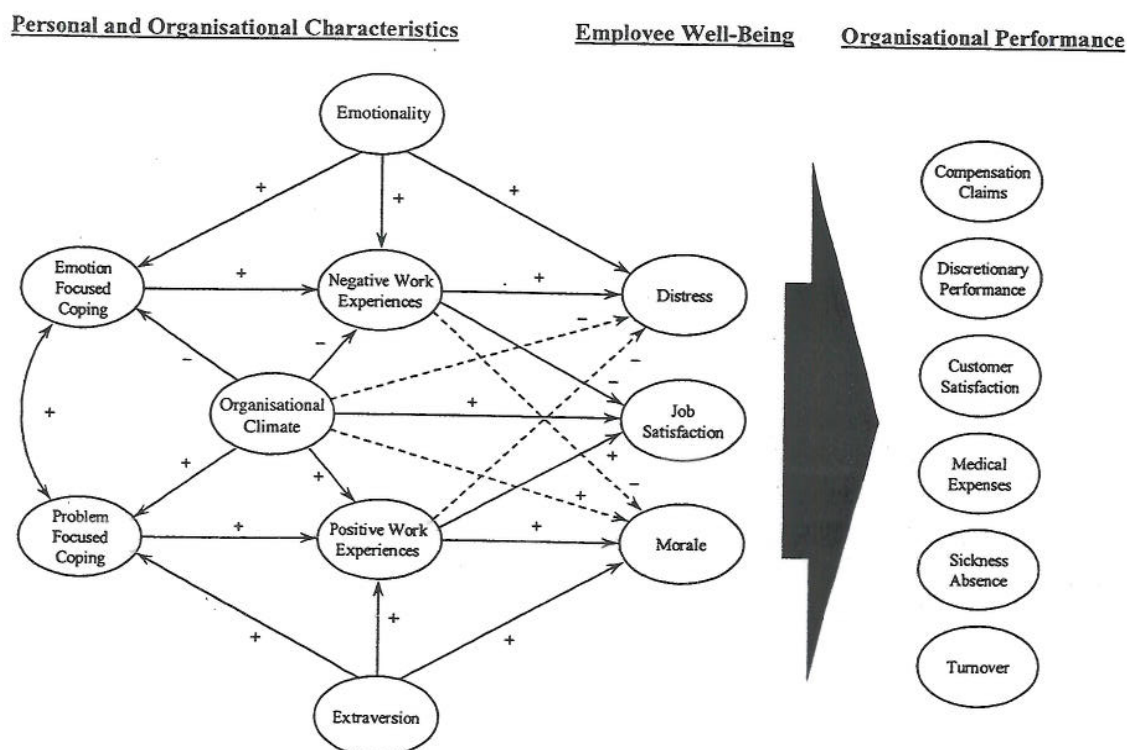 Personal and Organisational Characteristics
Employee Well-Being
Organisational Performance
Emotionality
Compensation
Claims
+
+
+
Emotion
Focused
Coping
+
Negative Work
Experiences
+
Distress
Discretionary
Performance
-
-
-
-
-
Customer
Satisfaction
+
Organisational
Climate
+
Job
Satisfaction
+
+
+
+
-
Medical
Expenses
Problem
Focused
Coping
+
Positive Work
Experiences
+
Morale
Sickness
Absence
+
+
+
Extraversion
Turnover